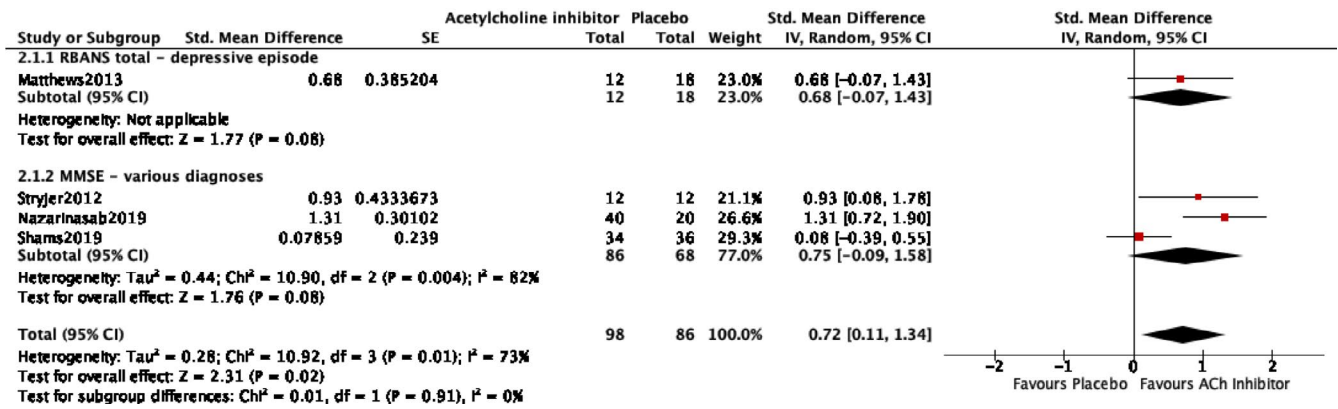 Acetylcholine inhibitor Placebo Std. Mean Difference Std. Mean Difference
Study or Subgroup Std. Mean Difference SE Total Total Weight IV, Random, 95% CI IV, Random, 95% CI
2.1.1 RBANS total – depressive episode
Matthews2013 0.68 0.385204 12 18 23.0% 0.68 [-0.07, 1.43]
Subtotal (95% CI) 12 18 23.0% 0.68 [-0.07, 1.43]
Heterogeneity: Not applicable
Test for overall effect: Z = 1.77 (P = 0.08)
2.1.2 MMSE – various diagnoses
Stryjer2012 0.93 0.4333673 12 12 21.1% 0.93 [0.08, 1.78]
Nazarinasab2019 1.31 0.30102 40 20 26.6% 1.31 [0.72, 1.90]
Shams2019 0.07859 0.239 34 36 29.3% 0.08 [-0.39, 0.55]
Subtotal (95% CI) 86 68 77.0% 0.75 [-0.09, 1.58]
Heterogeneity: Tau² = 0.44; Chi² = 10.90, df = 2 (P = 0.004); I² = 82%
Test for overall effect: Z = 1.76 (P = 0.08)
Total (95% CI) 98 86 100.0% 0.72 [0.11, 1.34]
Heterogeneity: Tau² = 0.28; Chi² = 10.92, df = 3 (P = 0.01); I² = 73%
Test for overall effect: Z = 2.31 (P = 0.02)
Test for subgroup differences: Chi² = 0.01, df = 1 (P = 0.91), I² = 0%
-2 -1 0 1 2
Favours Placebo Favours ACh Inhibitor